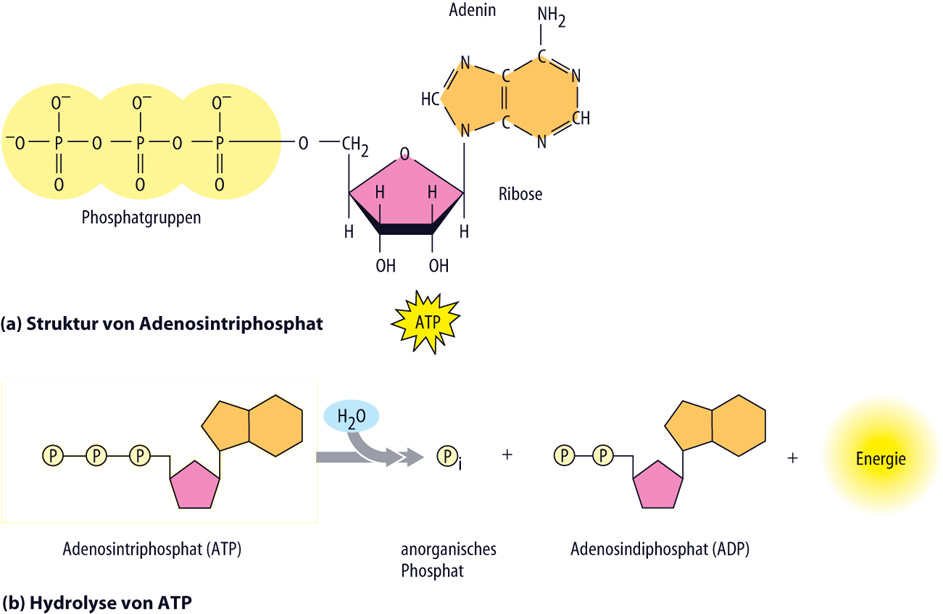 Adenin
NH2
N
C
N
HC
C
CH
N
N
O− O− O−
−O — P — O — P — O — P — O — CH2
O O O
O
Phosphatgruppen
Ribose
H H
H H
OH OH
(a) Struktur von Adenosintriphosphat
ATP
H2O
P P P
Pi + P P + Energie
Adenosintriphosphat (ATP)
anorganisches
Phosphat
Adenosindiphosphat (ADP)
(b) Hydrolyse von ATP